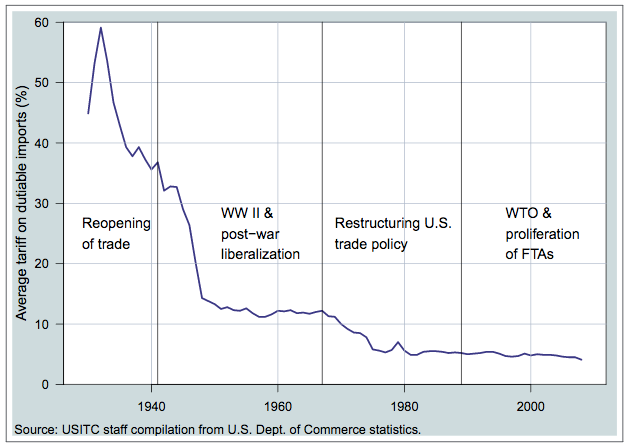 Average tariff on dutiable imports (%)
60
50
40
30
20
10
0
Reopening
of trade
WW II &
post−war
liberalization
Restructuring U.S.
trade policy
WTO &
proliferation
of FTAs
1940
1960
1980
2000
Source: USITC staff compilation from U.S. Dept. of Commerce statistics.